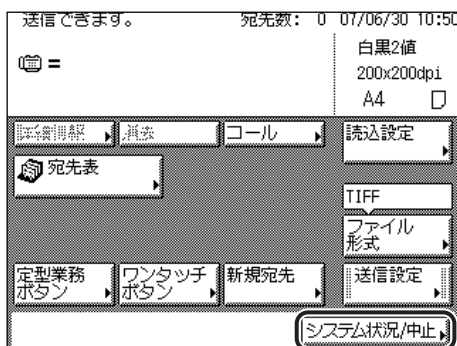 送信できます。 宛先数: 0 07/06/30 10:50
白黒2値
200x200dpi
A4
消去
コール
読込設定
宛先表
TIFF
ファイル
形式
定型業務
ボタン
ワンタッチ
ボタン
新規宛先
送信設定
システム状況/中止